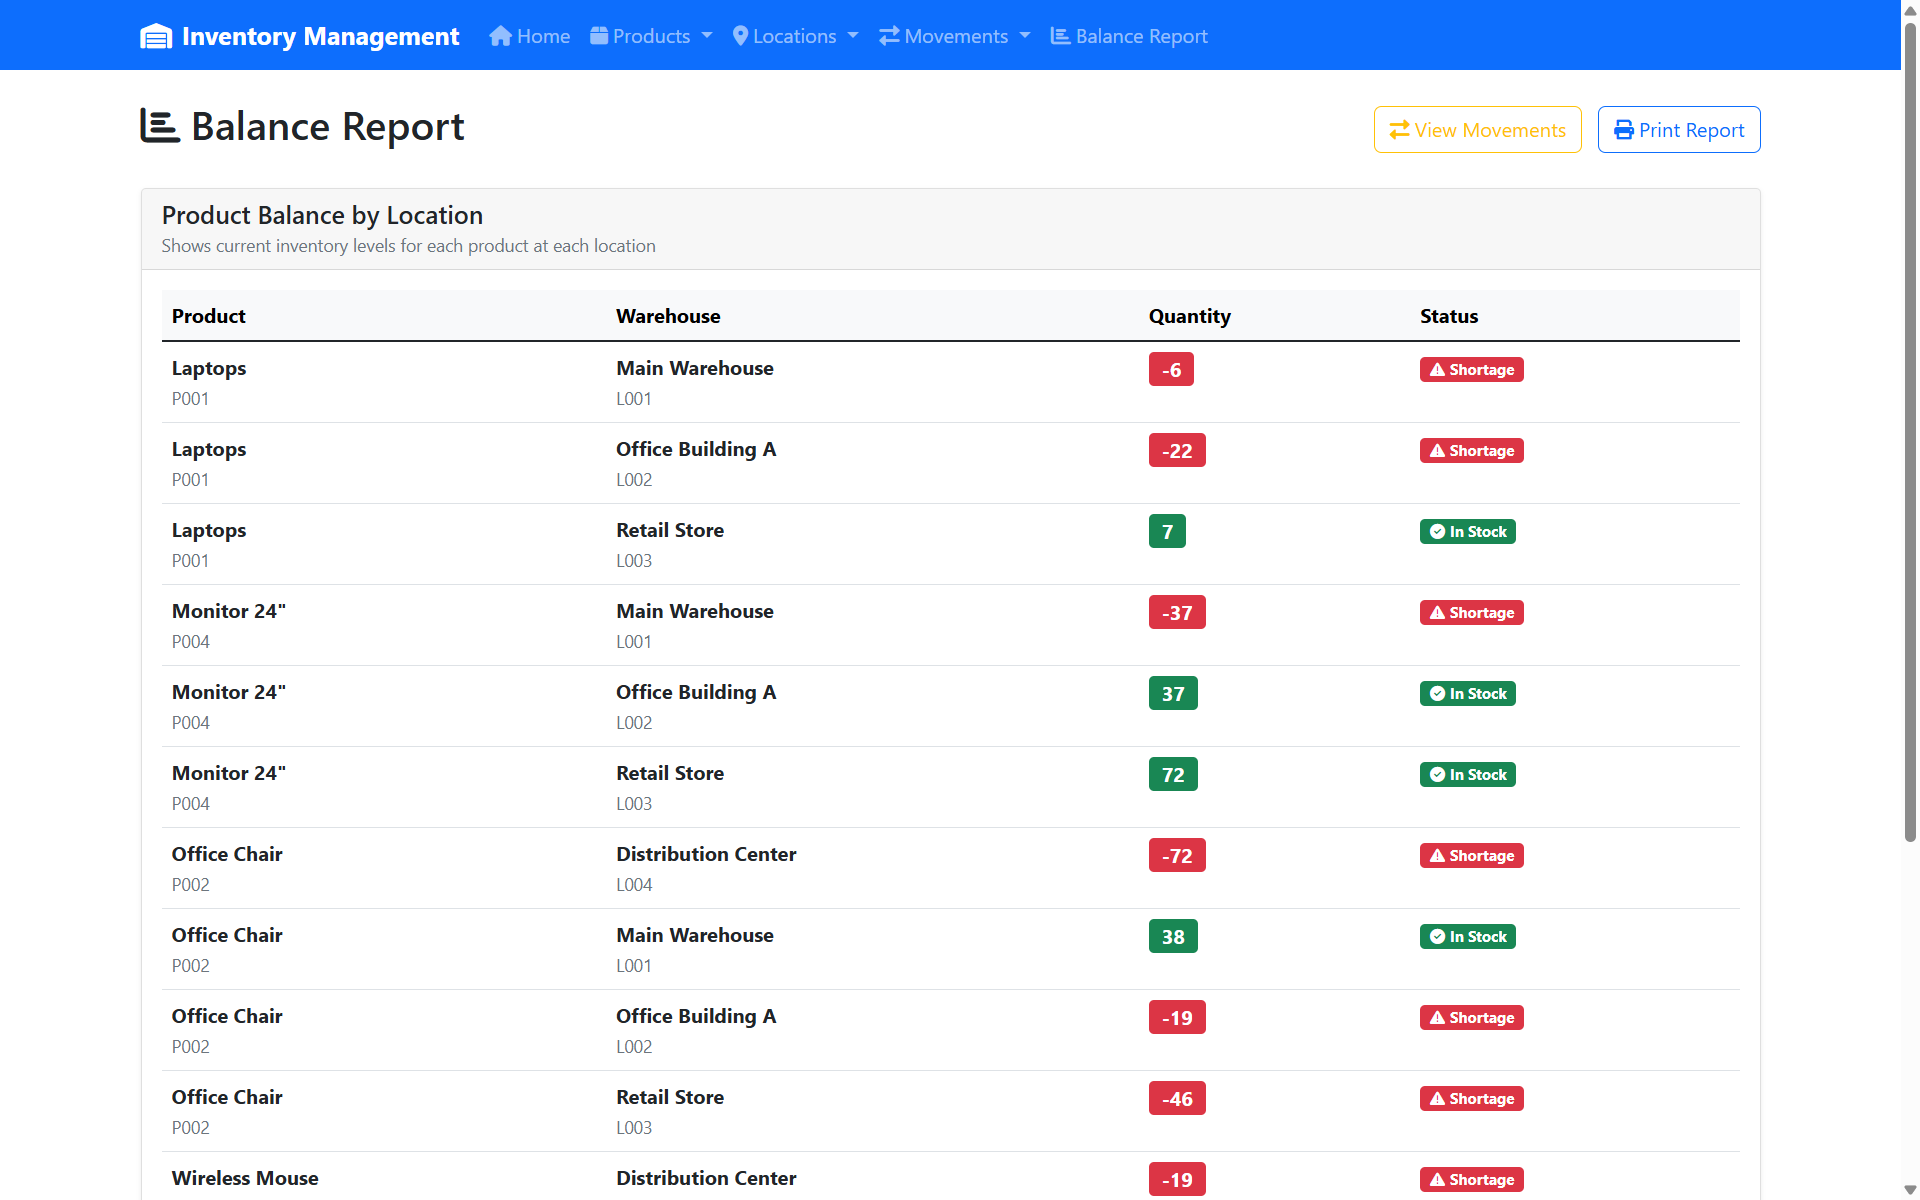 Inventory Management Home Products Locations Movements Balance Report
Balance Report
View Movements Print Report
Product Balance by Location
Shows current inventory levels for each product at each location
Product Warehouse Quantity Status
Laptops Main Warehouse -6 Shortage
P001 L001
Laptops Office Building A -22 Shortage
P001 L002
Laptops Retail Store 7 In Stock
P001 L003
Monitor 24" Main Warehouse -37 Shortage
P004 L001
Monitor 24" Office Building A 37 In Stock
P004 L002
Monitor 24" Retail Store 72 In Stock
P004 L003
Office Chair Distribution Center -72 Shortage
P002 L004
Office Chair Main Warehouse 38 In Stock
P002 L001
Office Chair Office Building A -19 Shortage
P002 L002
Office Chair Retail Store -46 Shortage
P002 L003
Wireless Mouse Distribution Center -19 Shortage